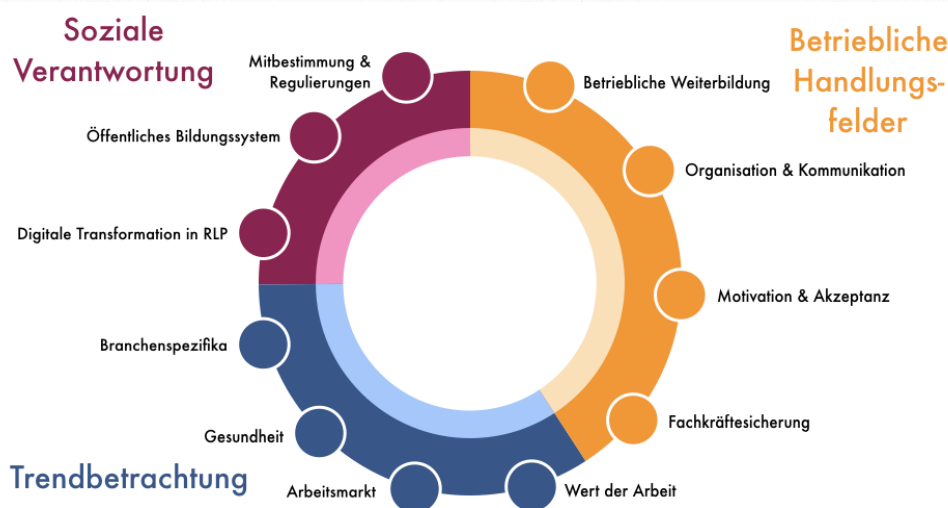 Soziale
Verantwortung
Mitbestimmung &
Regulierungen
Öffentliches Bildungssystem
Digitale Transformation in RLP
Betriebliche
Handlungs-
felder
Betriebliche Weiterbildung
Organisation & Kommunikation
Motivation & Akzeptanz
Fachkräftesicherung
Branchenspezifika
Gesundheit
Trendbetrachtung
Arbeitsmarkt
Wert der Arbeit